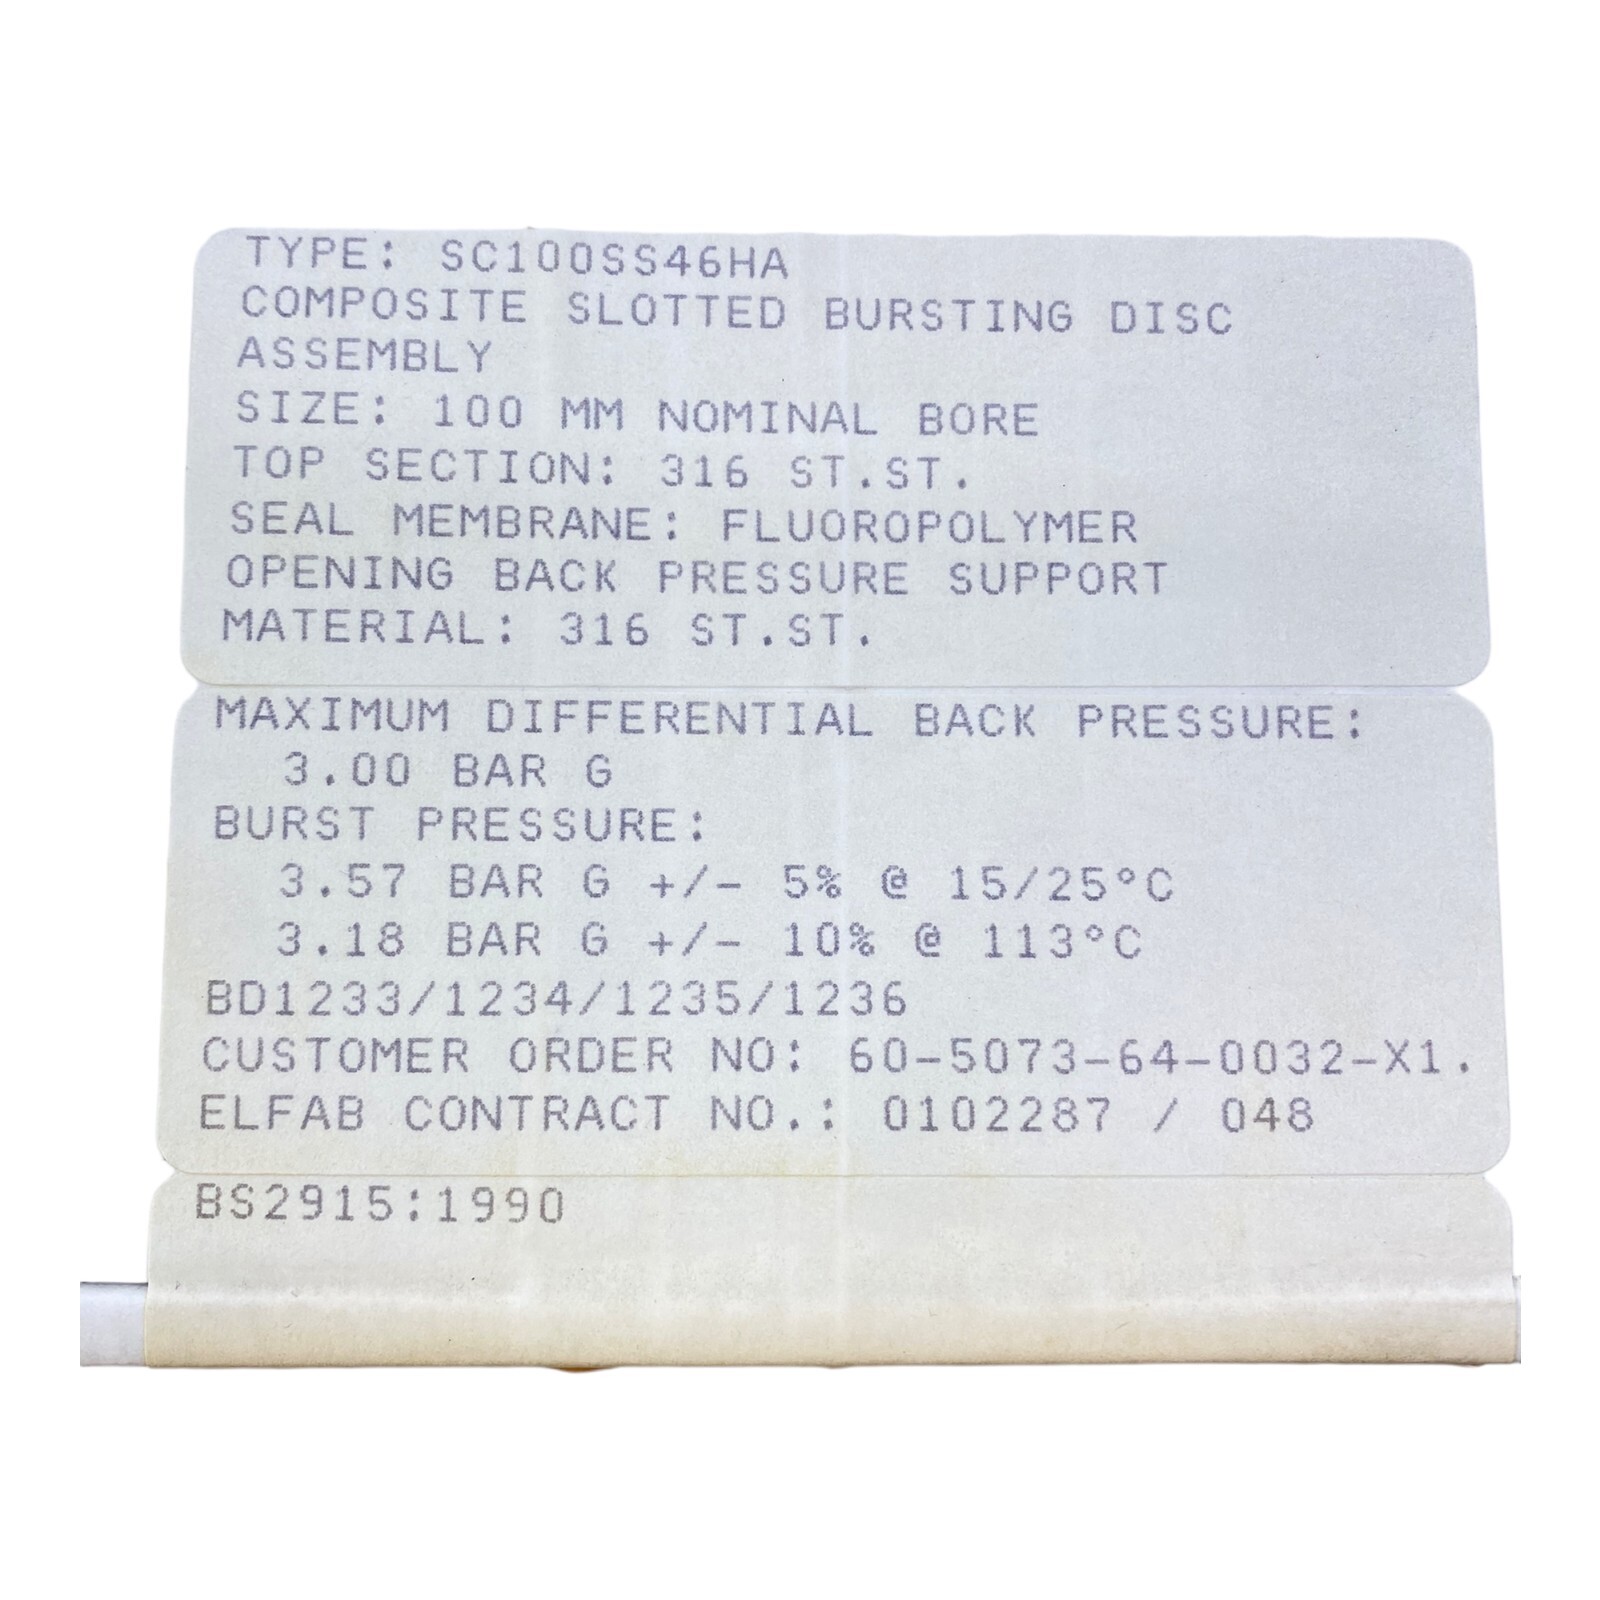 TYPE: SC100SS46HA
COMPOSITE SLOTTED BURSTING DISC
ASSEMBLY
SIZE: 100 MM NOMINAL BORE
TOP SECTION: 316 ST.ST.
SEAL MEMBRANE: FLUOROPOLYMER
OPENING BACK PRESSURE SUPPORT
MATERIAL: 316 ST.ST.
MAXIMUM DIFFERENTIAL BACK PRESSURE:
3.00 BAR G
BURST PRESSURE:
3.57 BAR G +/- 5% @ 15/25°C
3.18 BAR G +/- 10% @ 113°C
BD1233/1234/1235/1236
CUSTOMER ORDER NO: 60-5073-64-0032-X1.
ELFAB CONTRACT NO.: 0102287 / 048
BS2915:1990